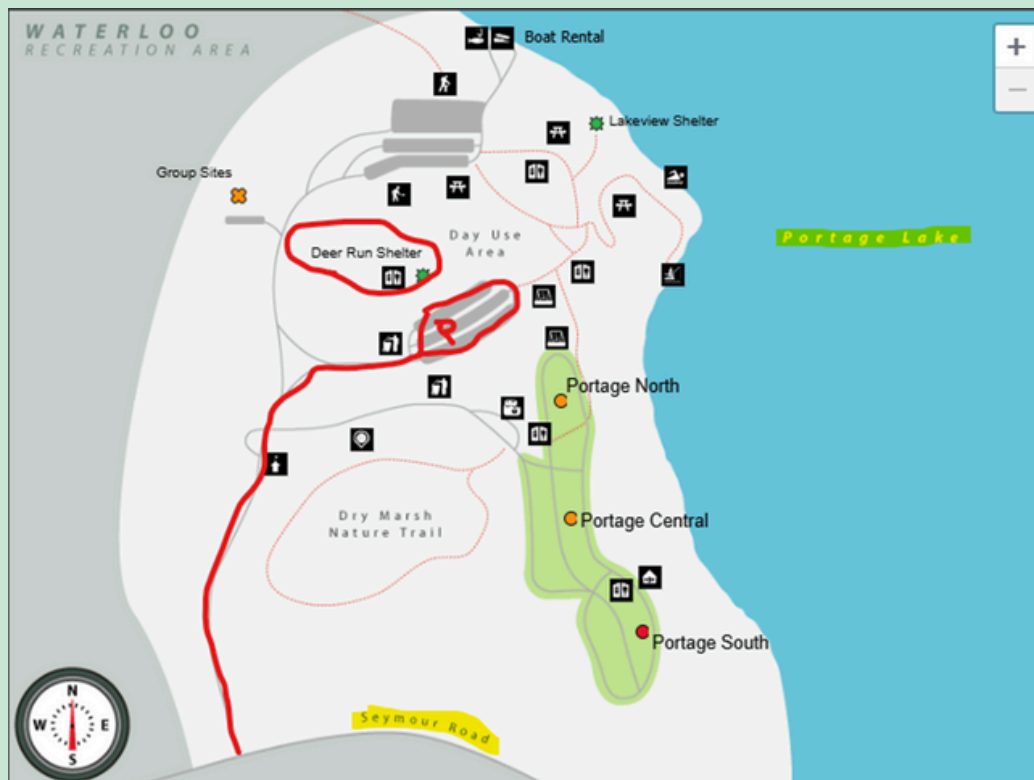 WATERLOO
RECREATION AREA
Boat Rental
+
−
Lakeview Shelter
Group Sites
Portage Lake
Day Use
Area
Deer Run Shelter
P
Portage North
Dry Marsh
Nature Trail
Portage Central
Portage South
Seymour Road
N
W
E
S